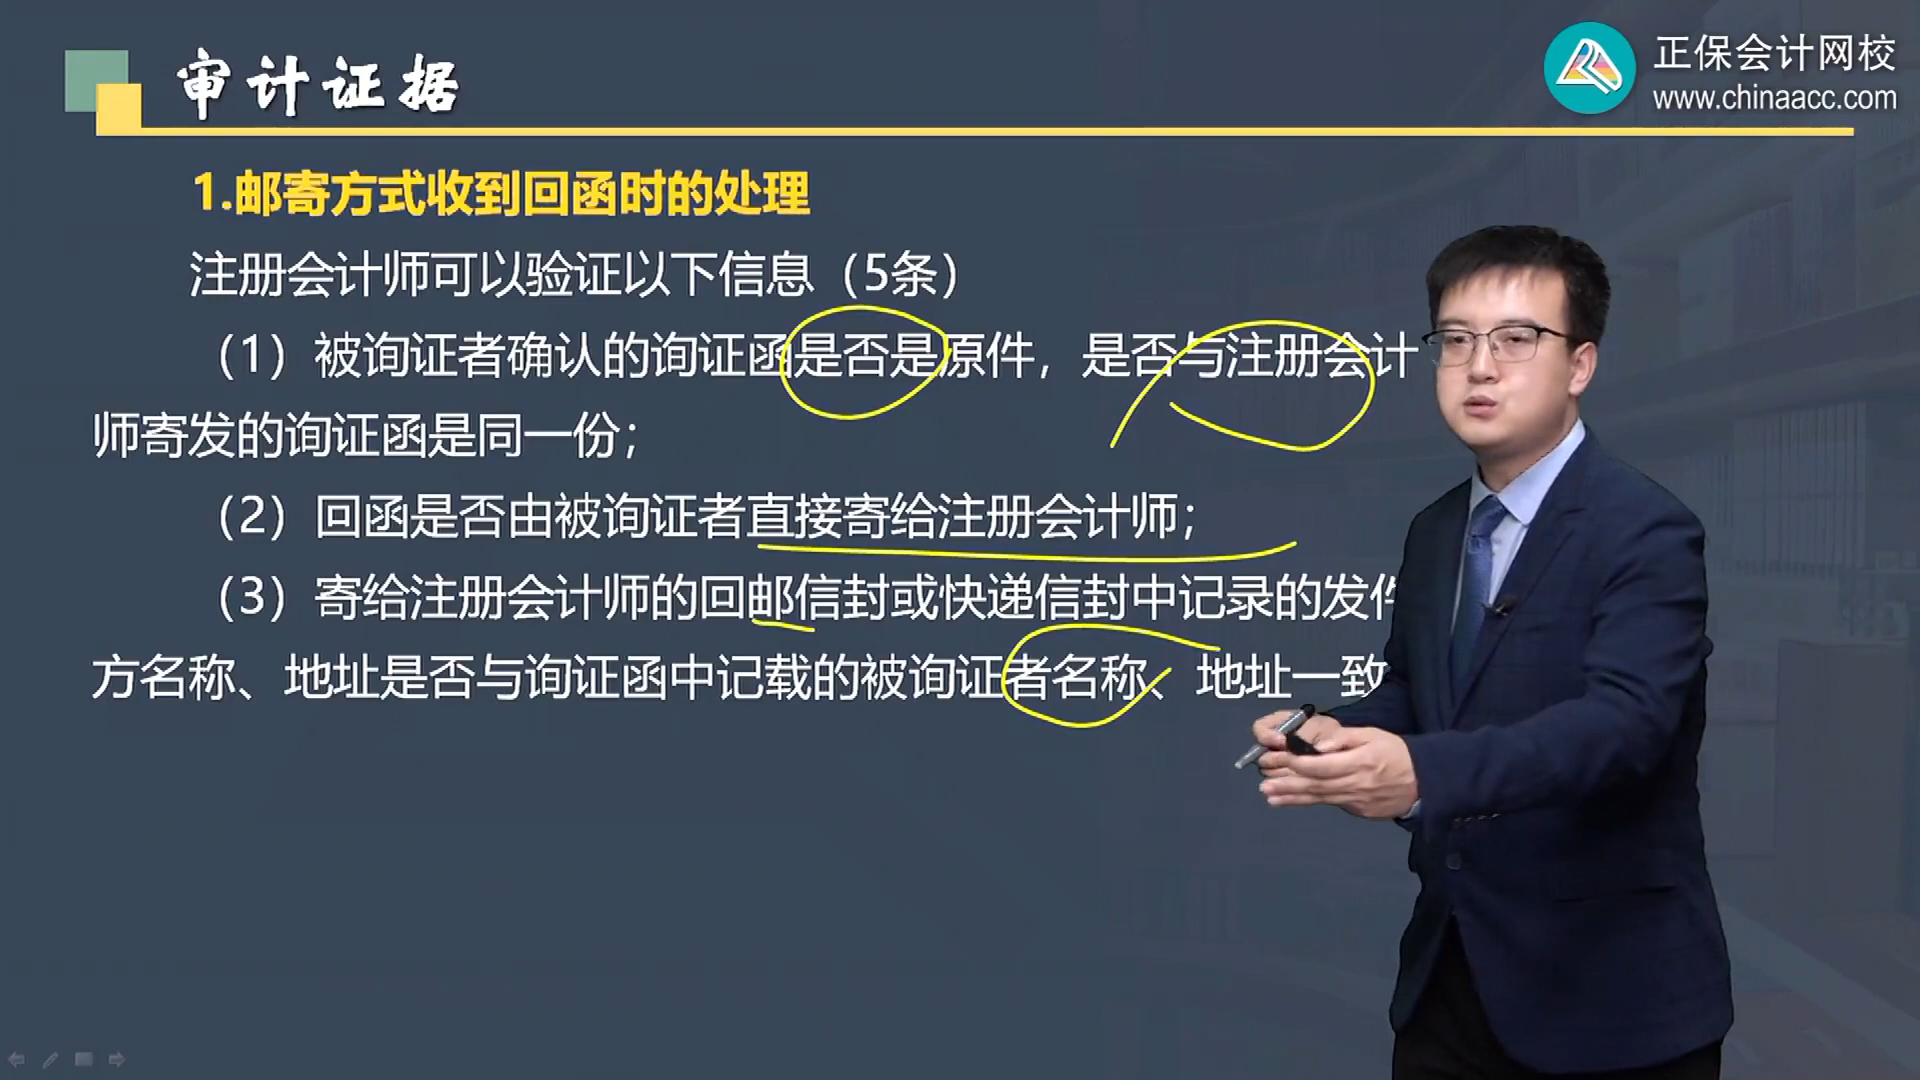 审计证据
正保会计网校
www.chinaacc.com
1.邮寄方式收到回函时的处理
注册会计师可以验证以下信息（5条）
（1）被询证者确认的询证函是否是原件，是否与注册会计
师寄发的询证函是同一份；
（2）回函是否由被询证者直接寄给注册会计师；
（3）寄给注册会计师的回邮信封或快递信封中记录的发件
方名称、地址是否与询证函中记载的被询证者名称、地址一致